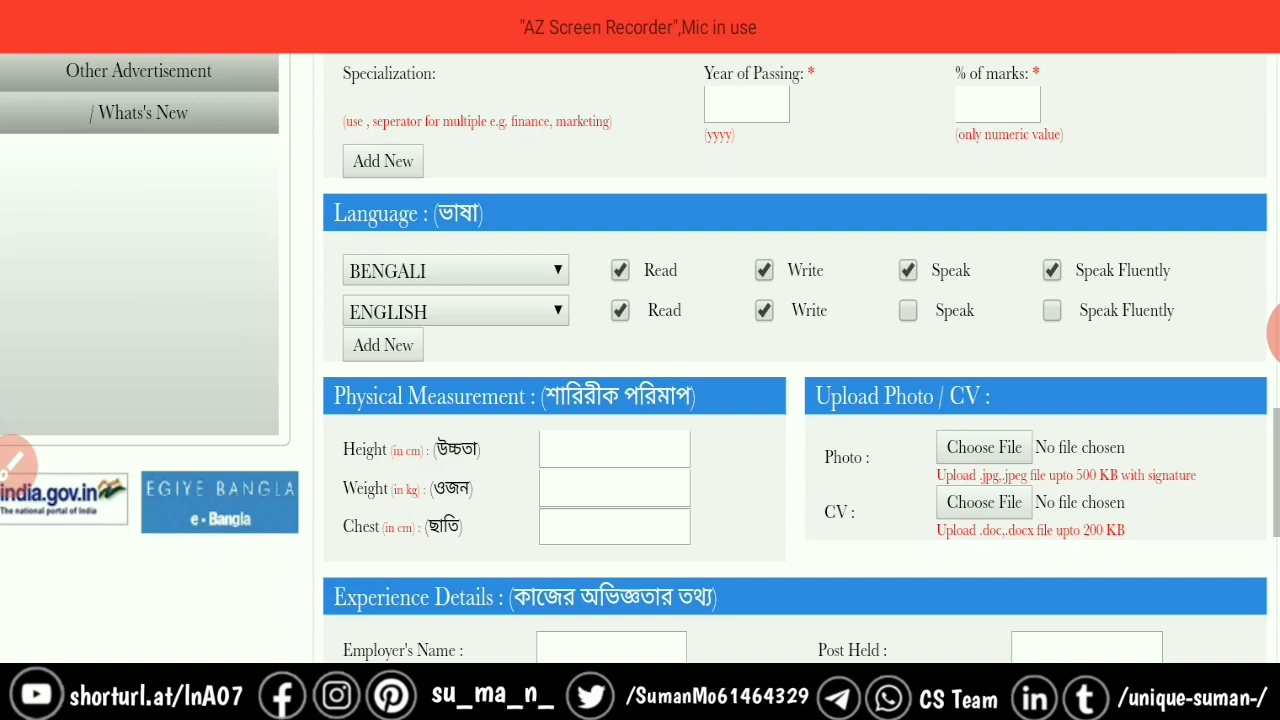 "AZ Screen Recorder",Mic in use
Other Advertisement
/ Whats's New
Specialization:
Year of Passing: *
% of marks: *
(use , seperator for multiple e.g. finance, marketing)
(yyyy)
(only numeric value)
Add New
Language : (ভাষা)
BENGALI Read Write Speak Speak Fluently
ENGLISH Read Write Speak Speak Fluently
Add New
Physical Measurement : (শারিরীক পরিমাপ)
Height (in cm) : (উচ্চতা)
Weight (in kg) : (ওজন)
Chest (in cm) : (ছাতি)
Upload Photo / CV :
Photo : Choose File No file chosen
Upload .jpg,.jpeg file upto 500 KB with signature
CV : Choose File No file chosen
Upload .doc,.docx file upto 200 KB
india.gov.in
The national portal of India
EGIYE BANGLA
e - Bangla
Experience Details : (কাজের অভিজ্ঞতার তথ্য)
Employer's Name :
Post Held :
shorturl.at/lnA07 su_ma_n_ /SumanMo61464329 CS Team /unique-suman-/